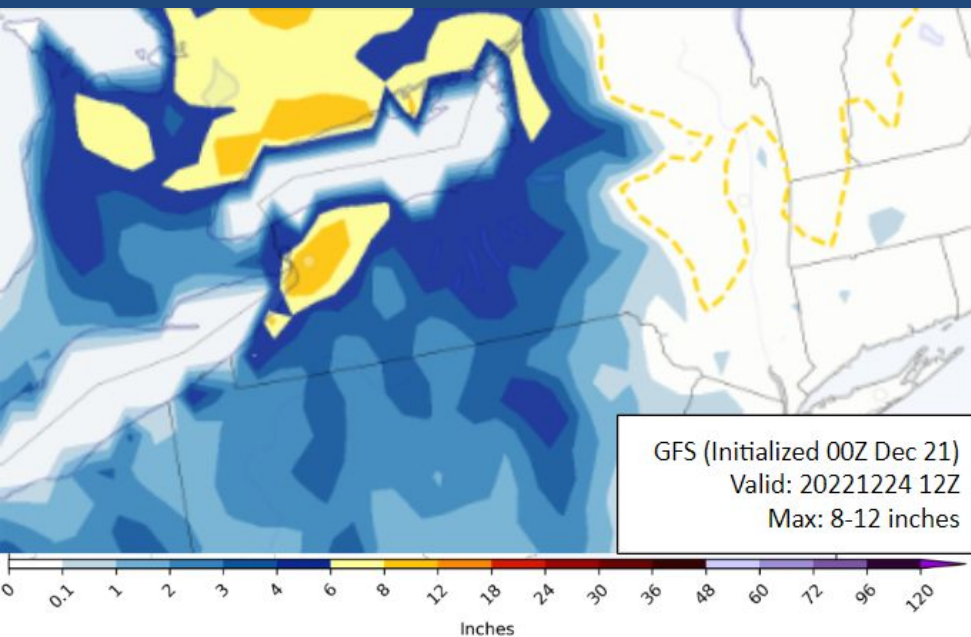 GFS (Initialized 00Z Dec 21)
Valid: 20221224 12Z
Max: 8-12 inches
0 0.1 1 2 3 4 6 8 12 18 24 30 36 48 60 72 96 120
Inches